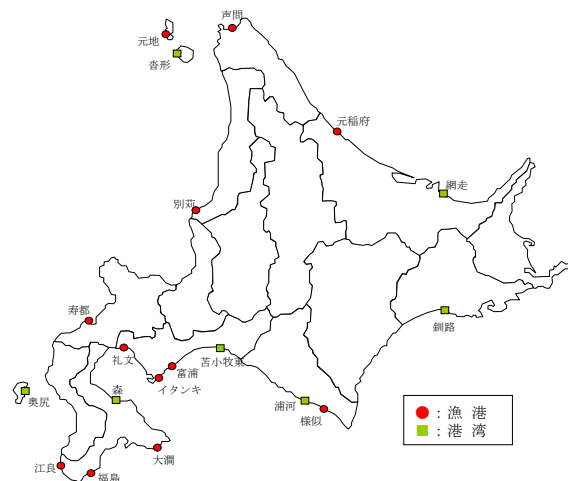 声問
元地
沓形
元稲府
網走
別苅
寿都
釧路
礼文
苫小牧東
富浦
イタンキ
奥尻
森
浦河
様似
大澗
江良
福島
：漁 港
：港 湾